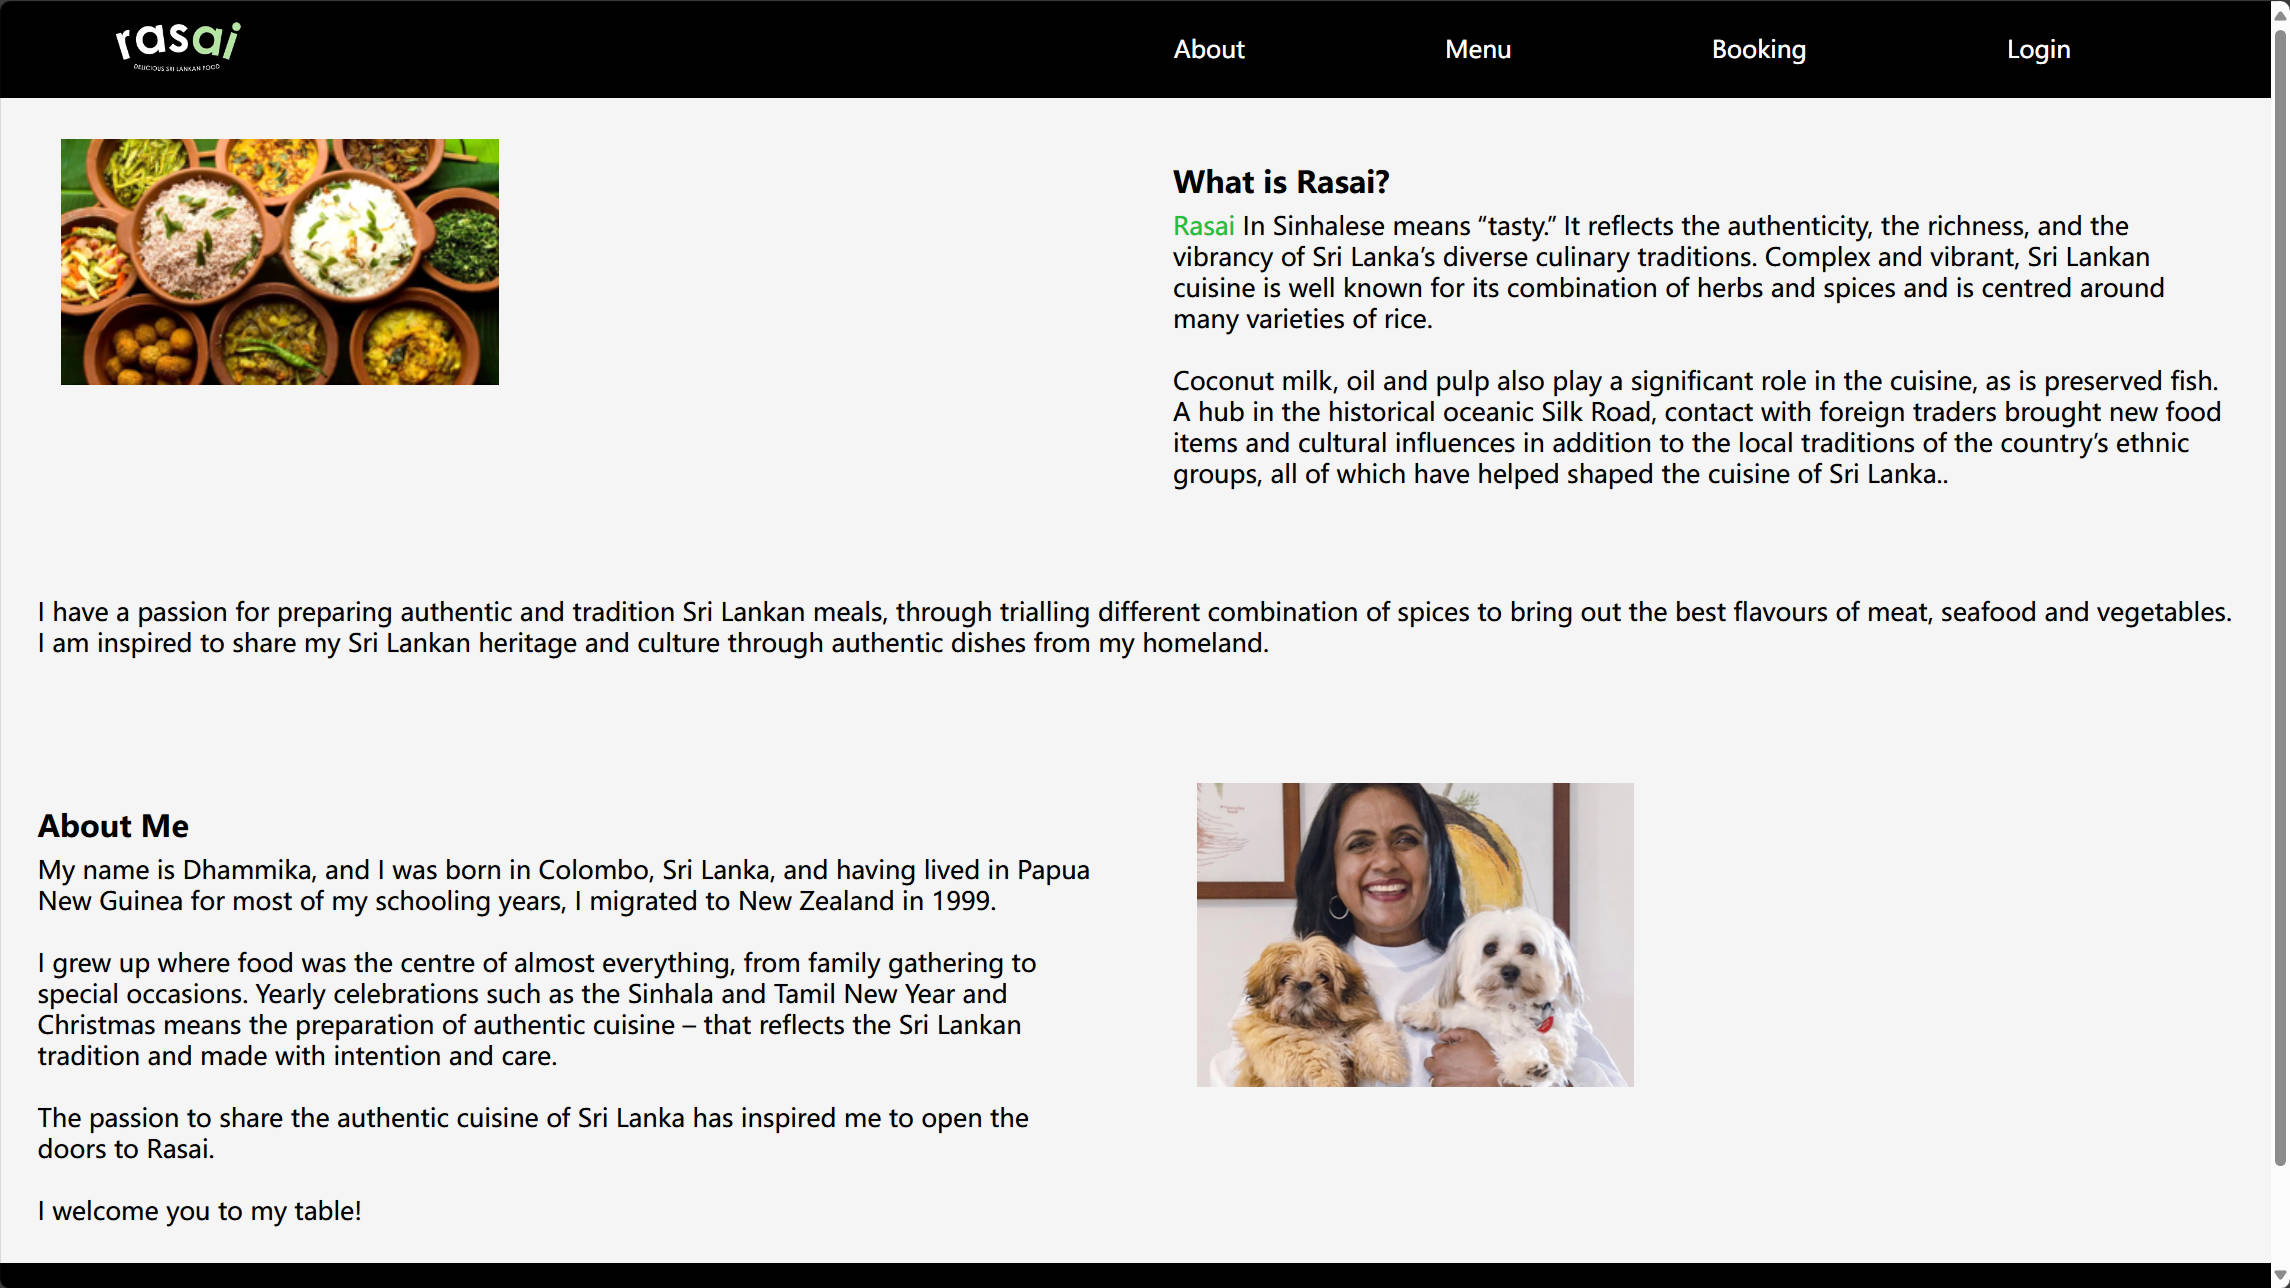 rasai
DELICIOUS SRI LANKAN FOOD
About
Menu
Booking
Login
What is Rasai?
Rasai In Sinhalese means “tasty.” It reflects the authenticity, the richness, and the
vibrancy of Sri Lanka’s diverse culinary traditions. Complex and vibrant, Sri Lankan
cuisine is well known for its combination of herbs and spices and is centred around
many varieties of rice.
Coconut milk, oil and pulp also play a significant role in the cuisine, as is preserved fish.
A hub in the historical oceanic Silk Road, contact with foreign traders brought new food
items and cultural influences in addition to the local traditions of the country’s ethnic
groups, all of which have helped shaped the cuisine of Sri Lanka..
I have a passion for preparing authentic and tradition Sri Lankan meals, through trialling different combination of spices to bring out the best flavours of meat, seafood and vegetables.
I am inspired to share my Sri Lankan heritage and culture through authentic dishes from my homeland.
About Me
My name is Dhammika, and I was born in Colombo, Sri Lanka, and having lived in Papua
New Guinea for most of my schooling years, I migrated to New Zealand in 1999.
I grew up where food was the centre of almost everything, from family gathering to
special occasions. Yearly celebrations such as the Sinhala and Tamil New Year and
Christmas means the preparation of authentic cuisine – that reflects the Sri Lankan
tradition and made with intention and care.
The passion to share the authentic cuisine of Sri Lanka has inspired me to open the
doors to Rasai.
I welcome you to my table!